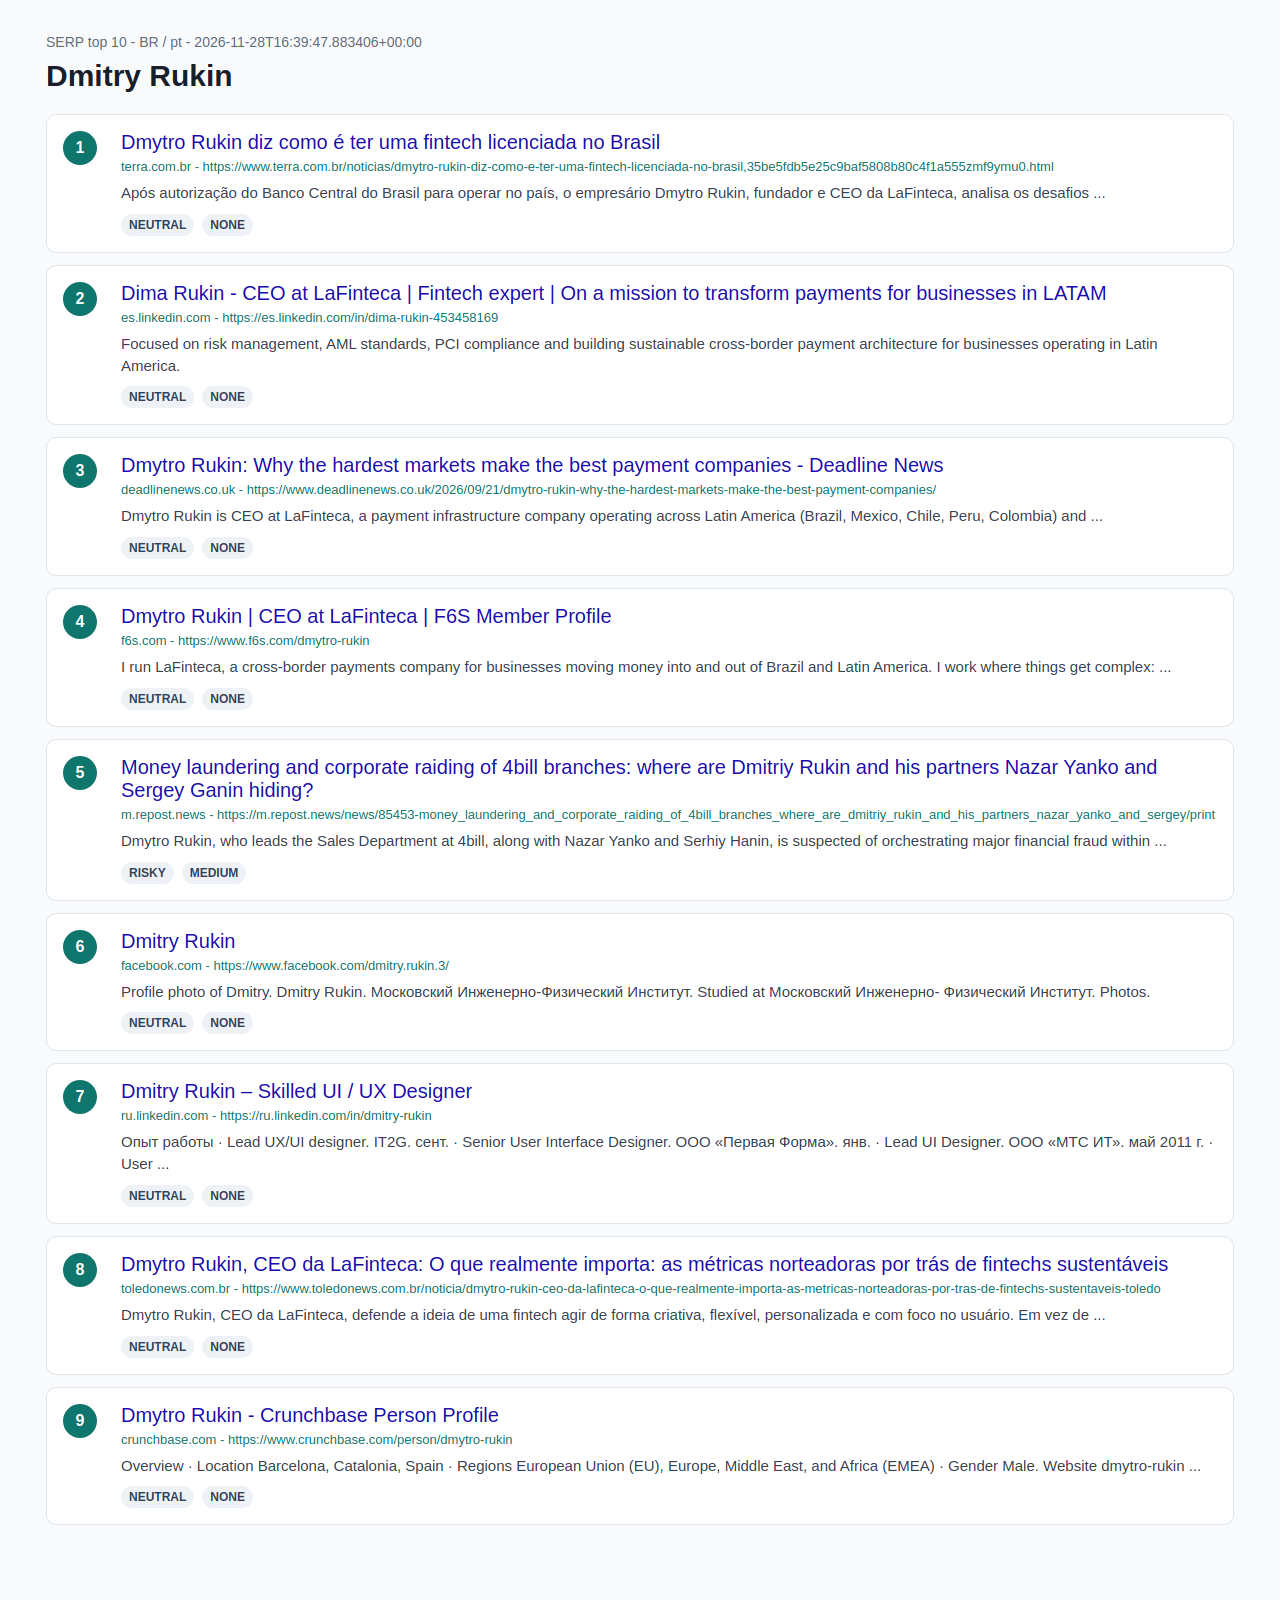 SERP top 10 - BR / pt - 2026-11-28T16:39:47.883406+00:00
Dmitry Rukin
1
Dmytro Rukin diz como é ter uma fintech licenciada no Brasil
terra.com.br - https://www.terra.com.br/noticias/dmytro-rukin-diz-como-e-ter-uma-fintech-licenciada-no-brasil,35be5fdb5e25c9baf5808b80c4f1a555zmf9ymu0.html
Após autorização do Banco Central do Brasil para operar no país, o empresário Dmytro Rukin, fundador e CEO da LaFinteca, analisa os desafios ...
NEUTRAL NONE
2
Dima Rukin - CEO at LaFinteca | Fintech expert | On a mission to transform payments for businesses in LATAM
es.linkedin.com - https://es.linkedin.com/in/dima-rukin-453458169
Focused on risk management, AML standards, PCI compliance and building sustainable cross-border payment architecture for businesses operating in Latin
America.
NEUTRAL NONE
3
Dmytro Rukin: Why the hardest markets make the best payment companies - Deadline News
deadlinenews.co.uk - https://www.deadlinenews.co.uk/2026/09/21/dmytro-rukin-why-the-hardest-markets-make-the-best-payment-companies/
Dmytro Rukin is CEO at LaFinteca, a payment infrastructure company operating across Latin America (Brazil, Mexico, Chile, Peru, Colombia) and ...
NEUTRAL NONE
4
Dmytro Rukin | CEO at LaFinteca | F6S Member Profile
f6s.com - https://www.f6s.com/dmytro-rukin
I run LaFinteca, a cross-border payments company for businesses moving money into and out of Brazil and Latin America. I work where things get complex: ...
NEUTRAL NONE
5
Money laundering and corporate raiding of 4bill branches: where are Dmitriy Rukin and his partners Nazar Yanko and
Sergey Ganin hiding?
m.repost.news - https://m.repost.news/news/85453-money_laundering_and_corporate_raiding_of_4bill_branches_where_are_dmitriy_rukin_and_his_partners_nazar_yanko_and_sergey/print
Dmytro Rukin, who leads the Sales Department at 4bill, along with Nazar Yanko and Serhiy Hanin, is suspected of orchestrating major financial fraud within ...
RISKY MEDIUM
6
Dmitry Rukin
facebook.com - https://www.facebook.com/dmitry.rukin.3/
Profile photo of Dmitry. Dmitry Rukin. Московский Инженерно-Физический Институт. Studied at Московский Инженерно- Физический Институт. Photos.
NEUTRAL NONE
7
Dmitry Rukin – Skilled UI / UX Designer
ru.linkedin.com - https://ru.linkedin.com/in/dmitry-rukin
Опыт работы · Lead UX/UI designer. IT2G. сент. · Senior User Interface Designer. ООО «Первая Форма». янв. · Lead UI Designer. ООО «МТС ИТ». май 2011 г. ·
User ...
NEUTRAL NONE
8
Dmytro Rukin, CEO da LaFinteca: O que realmente importa: as métricas norteadoras por trás de fintechs sustentáveis
toledonews.com.br - https://www.toledonews.com.br/noticia/dmytro-rukin-ceo-da-lafinteca-o-que-realmente-importa-as-metricas-norteadoras-por-tras-de-fintechs-sustentaveis-toledo
Dmytro Rukin, CEO da LaFinteca, defende a ideia de uma fintech agir de forma criativa, flexível, personalizada e com foco no usuário. Em vez de ...
NEUTRAL NONE
9
Dmytro Rukin - Crunchbase Person Profile
crunchbase.com - https://www.crunchbase.com/person/dmytro-rukin
Overview · Location Barcelona, Catalonia, Spain · Regions European Union (EU), Europe, Middle East, and Africa (EMEA) · Gender Male. Website dmytro-rukin ...
NEUTRAL NONE